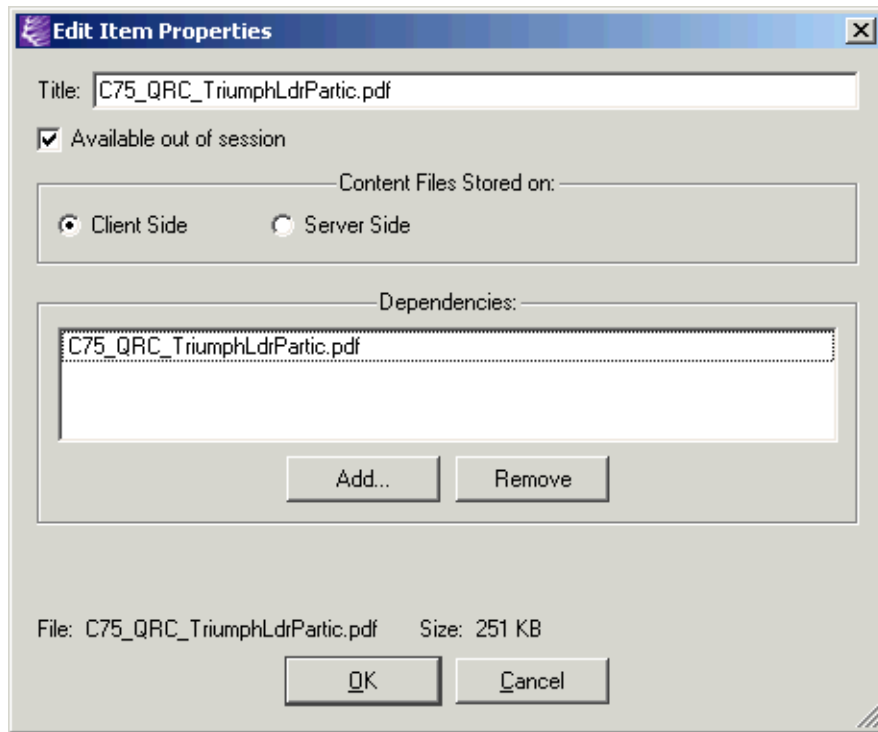 Edit Item Properties
Title: C75_QRC_TriumphLdrPartic.pdf
Available out of session
Content Files Stored on:
Client Side Server Side
Dependencies:
C75_QRC_TriumphLdrPartic.pdf
Add... Remove
File: C75_QRC_TriumphLdrPartic.pdf Size: 251 KB
OK Cancel